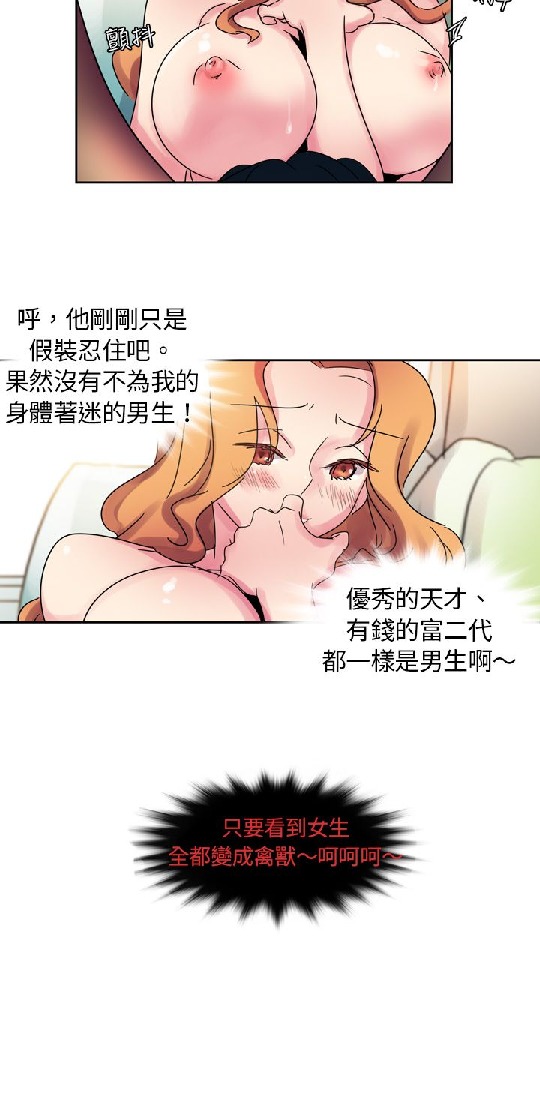 顫抖
呼，他剛剛只是
假裝忍住吧。
果然沒有不為我的
身體著迷的男生！
優秀的天才、
有錢的富二代
都一樣是男生啊～
只要看到女生
全都變成禽獸～呵呵呵～